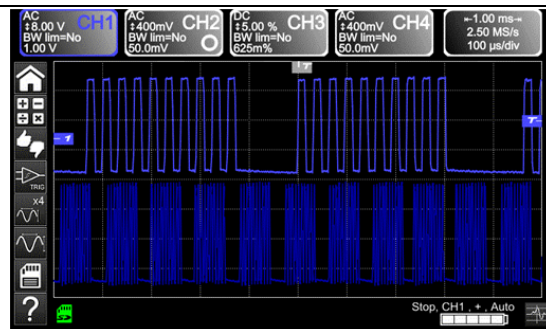 AC
‡8.00 V CH1
BW lim=No
1.00 V
AC
‡400mV CH2
BW lim=No
50.0mV
DC
‡5.00 % CH3
BW lim=No
625m%
AC
‡400mV CH4
BW lim=No
50.0mV
⇤1.00 ms⇥
2.50 MS/s
100 µs/div
T
1
T
TRIG
x4
?
Stop, CH1 , + , Auto